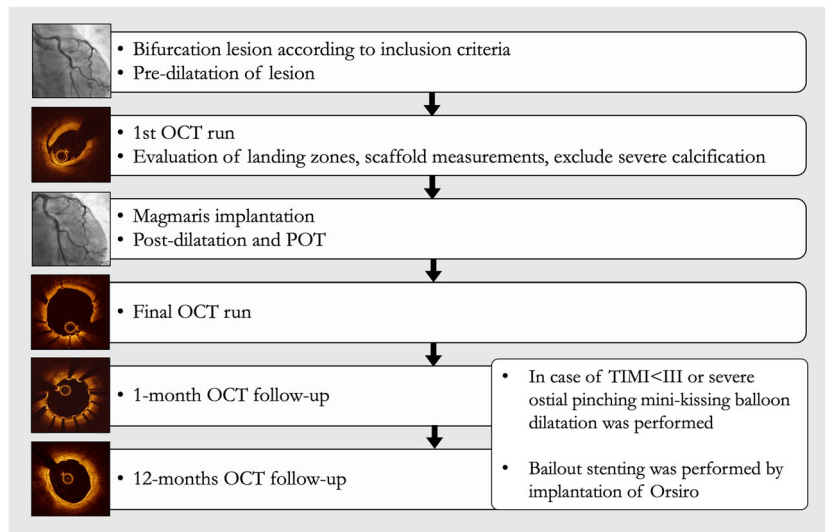 • Bifurcation lesion according to inclusion criteria
• Pre-dilatation of lesion
• 1st OCT run
• Evaluation of landing zones, scaffold measurements, exclude severe calcification
• Magmaris implantation
• Post-dilatation and POT
• Final OCT run
• 1-month OCT follow-up
• 12-months OCT follow-up
• In case of TIMI<III or severe
ostial pinching mini-kissing balloon
dilatation was performed
• Bailout stenting was performed by
implantation of Orsiro